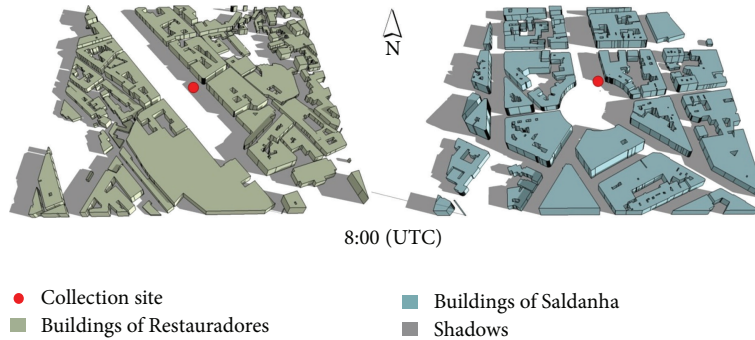 N
8:00 (UTC)
Collection site
Buildings of Restauradores
Buildings of Saldanha
Shadows